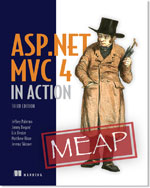 ASP.NET
MVC 4
IN ACTION
THIRD EDITION
Jeffrey Palermo
Jimmy Bogard
Eric Hexter
Matthew Hinze
Jeremy Skinner
MEAP
MANNING